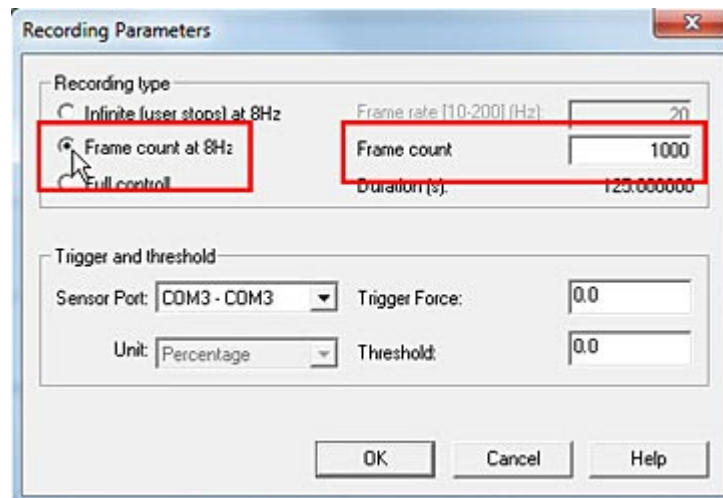 Recording Parameters
Recording type
Infinite (user stops) at 8Hz Frame rate [10-200] (Hz): 20
Frame count at 8Hz Frame count 1000
Full controll Duration (s): 125.000000
Trigger and threshold
Sensor Port: COM3 - COM3 Trigger Force: 0.0
Unit: Percentage Threshold: 0.0
OK Cancel Help